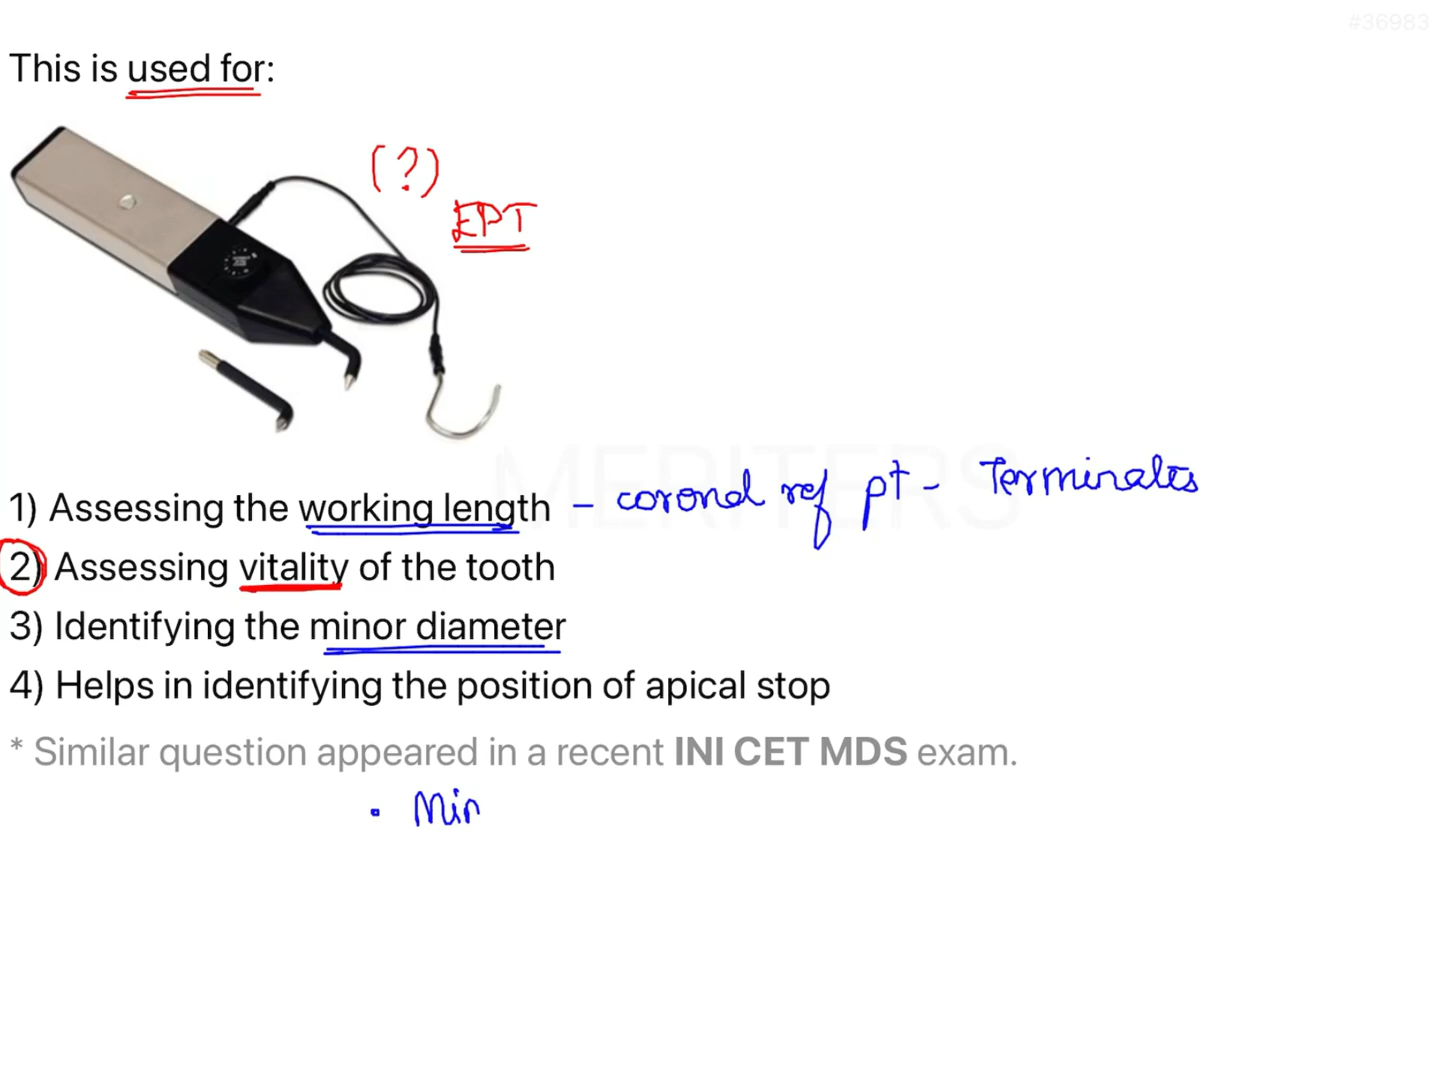 #36983
This is used for:
(?)
EPT
MERITERS
1) Assessing the working length – coronal ref pt - Terminates
2) Assessing vitality of the tooth
3) Identifying the minor diameter
4) Helps in identifying the position of apical stop
* Similar question appeared in a recent INI CET MDS exam.
• Min